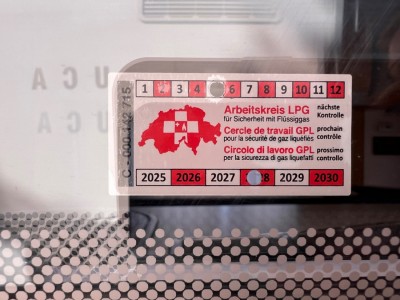 1 2 3 4 6 7 8 9 10 11 12
Arbeitskreis LPG
für Sicherheit mit Flüssiggas
nächste
Kontrolle
Cercle de travail GPL
pour la sécurité de gaz liquéfiés
prochain
contrôle
Circolo di lavoro GPL
per la sicurezza di gas liquefatti
prossimo
controllo
2025 2026 2027 2029 2030